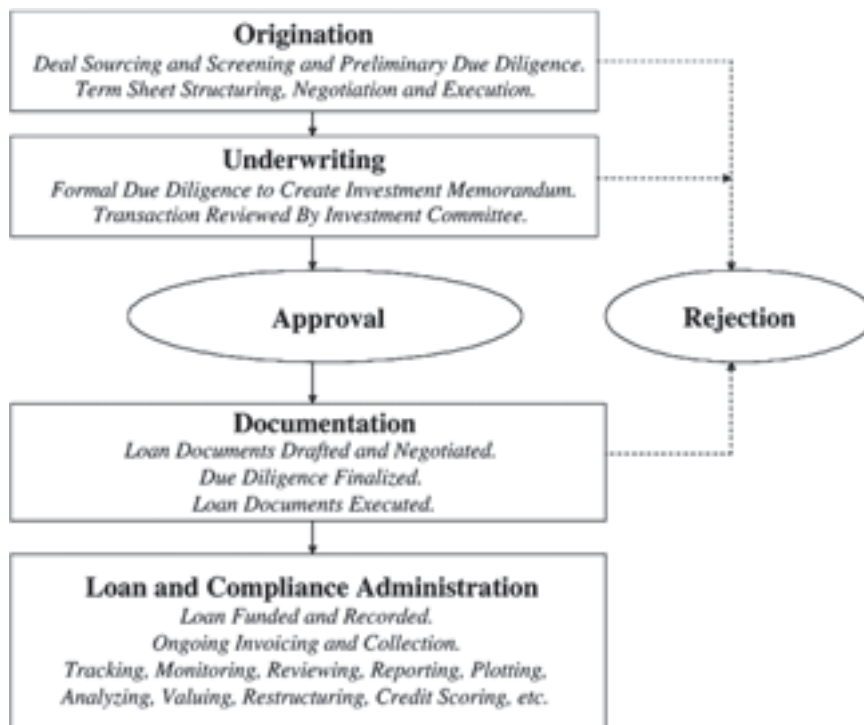 Origination
Deal Sourcing and Screening and Preliminary Due Diligence.
Term Sheet Structuring, Negotiation and Execution.
Underwriting
Formal Due Diligence to Create Investment Memorandum.
Transaction Reviewed By Investment Committee.
Approval
Rejection
Documentation
Loan Documents Drafted and Negotiated.
Due Diligence Finalized.
Loan Documents Executed.
Loan and Compliance Administration
Loan Funded and Recorded.
Ongoing Invoicing and Collection.
Tracking, Monitoring, Reviewing, Reporting, Plotting,
Analyzing, Valuing, Restructuring, Credit Scoring, etc.